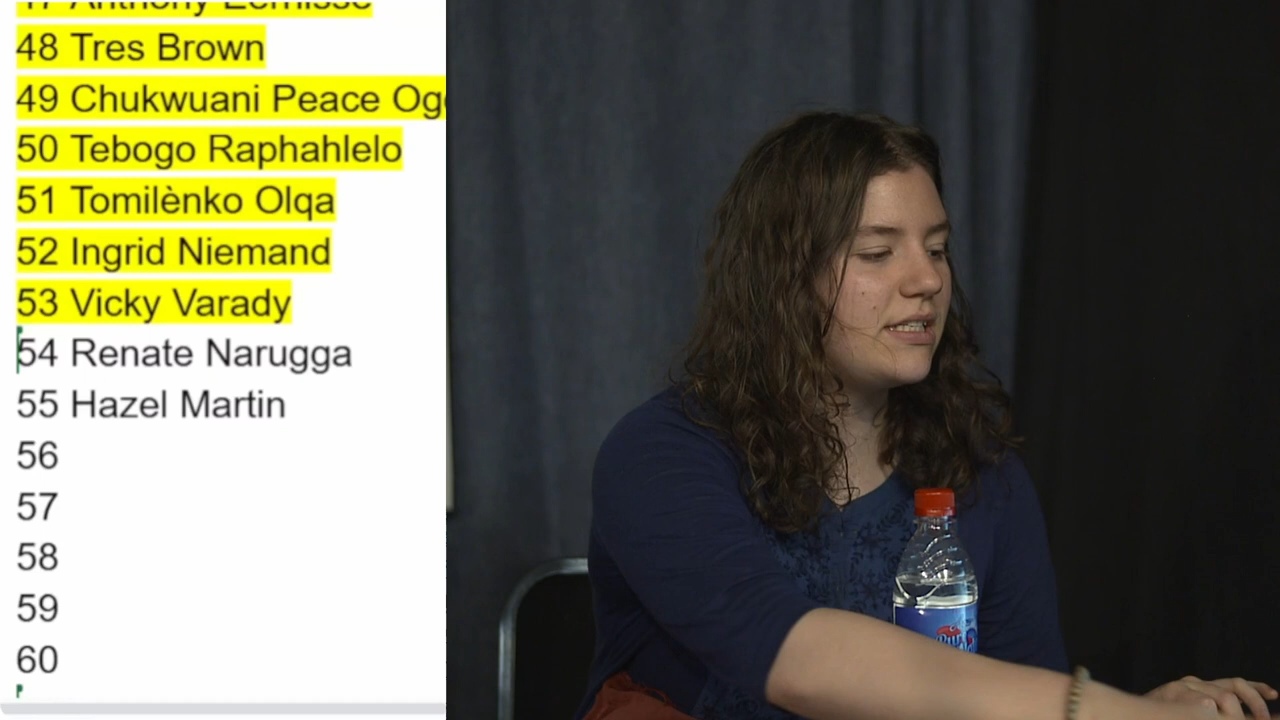 48 Tres Brown
49 Chukwuani Peace
50 Tebogo Raphahlelo
51 Tomilènko Olqa
52 Ingrid Niemand
53 Vicky Varady
54 Renate Narugga
55 Hazel Martin
56
57
58
59
60